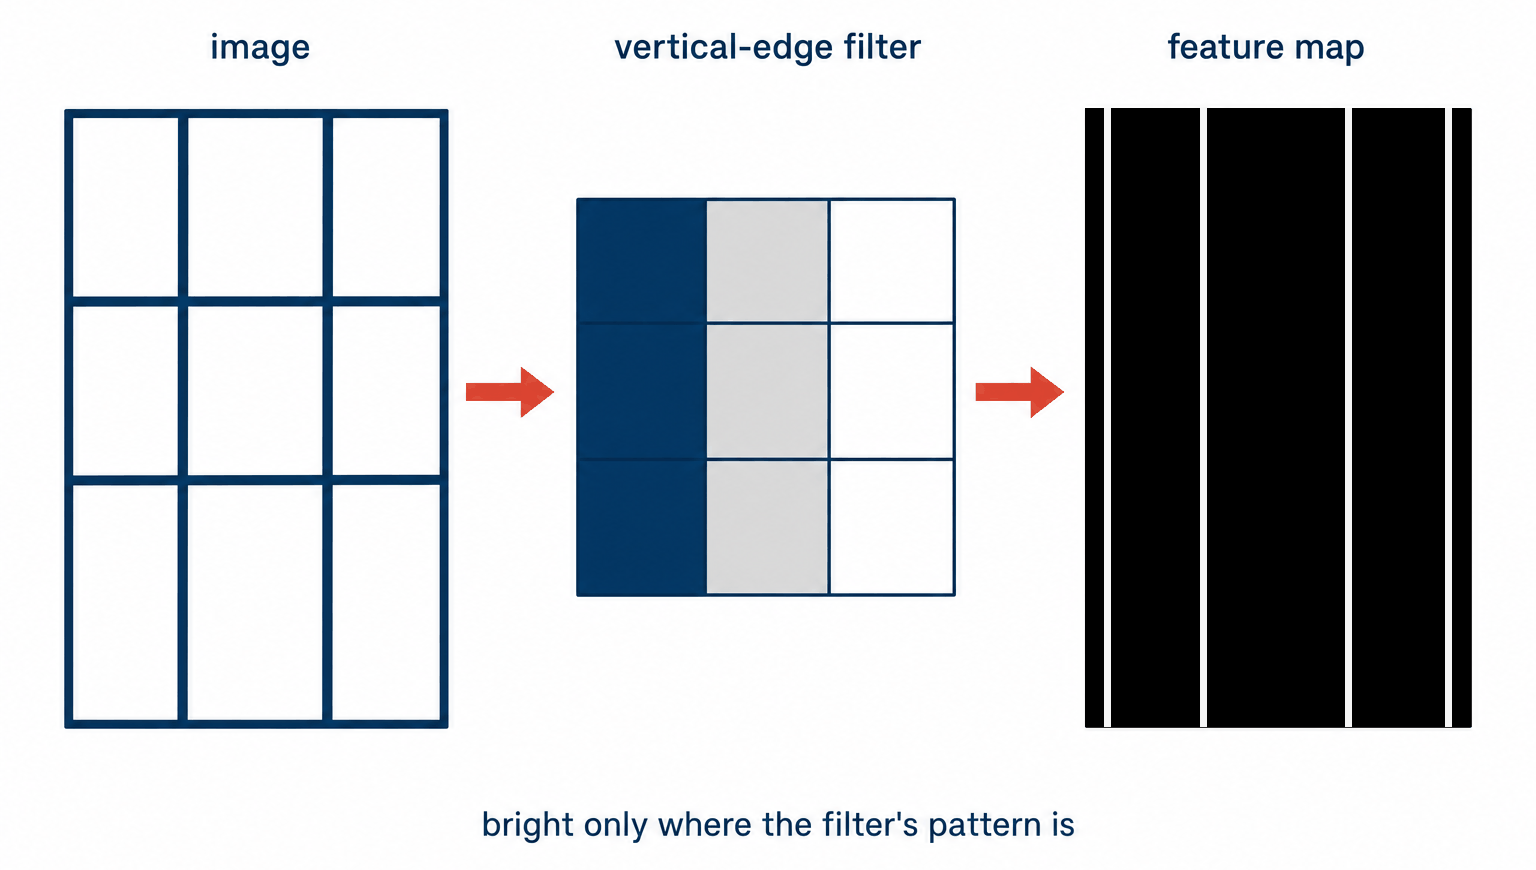 image
vertical-edge filter
feature map
bright only where the filter's pattern is